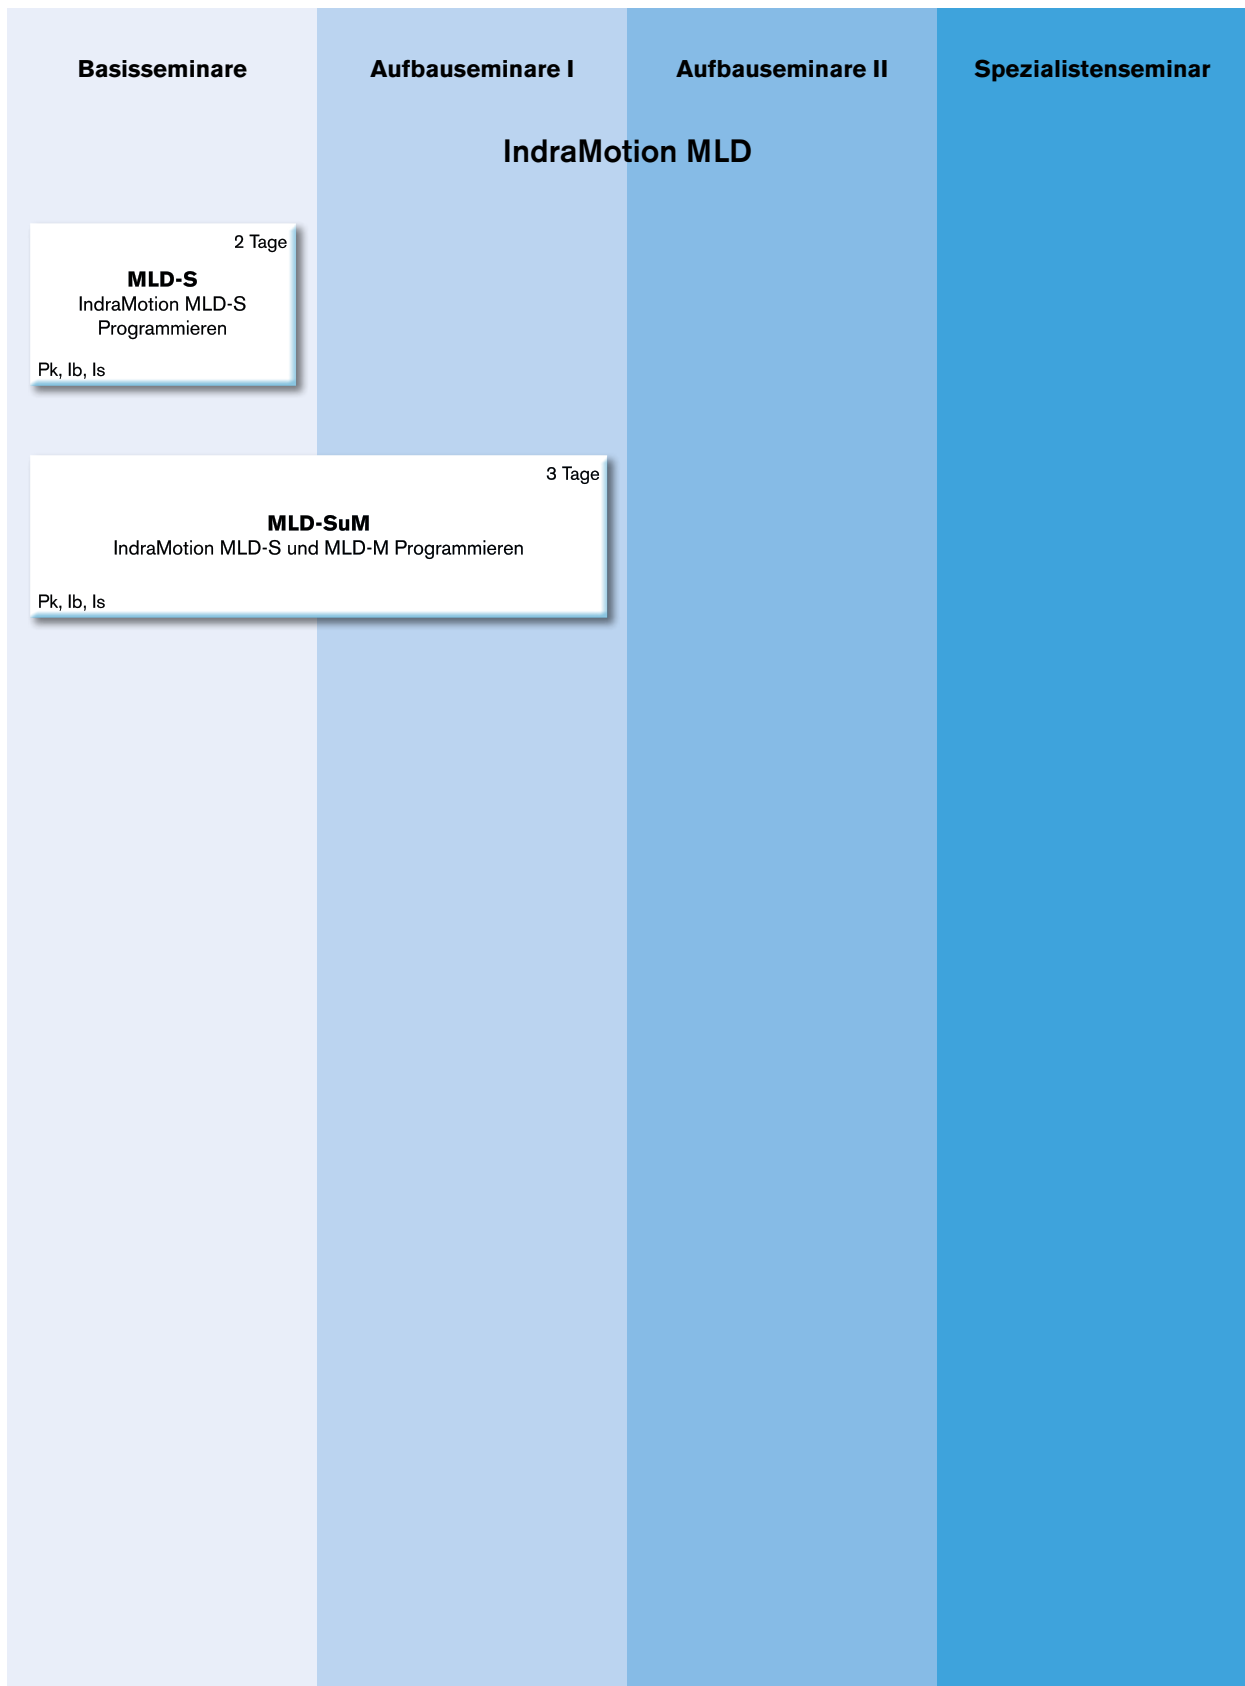 Basisseminare
Aufbauseminare I
Aufbauseminare II
Spezialistenseminar
IndraMotion MLD
2 Tage
MLD-S
IndraMotion MLD-S
Programmieren
Pk, Ib, Is
3 Tage
MLD-SuM
IndraMotion MLD-S und MLD-M Programmieren
Pk, Ib, Is